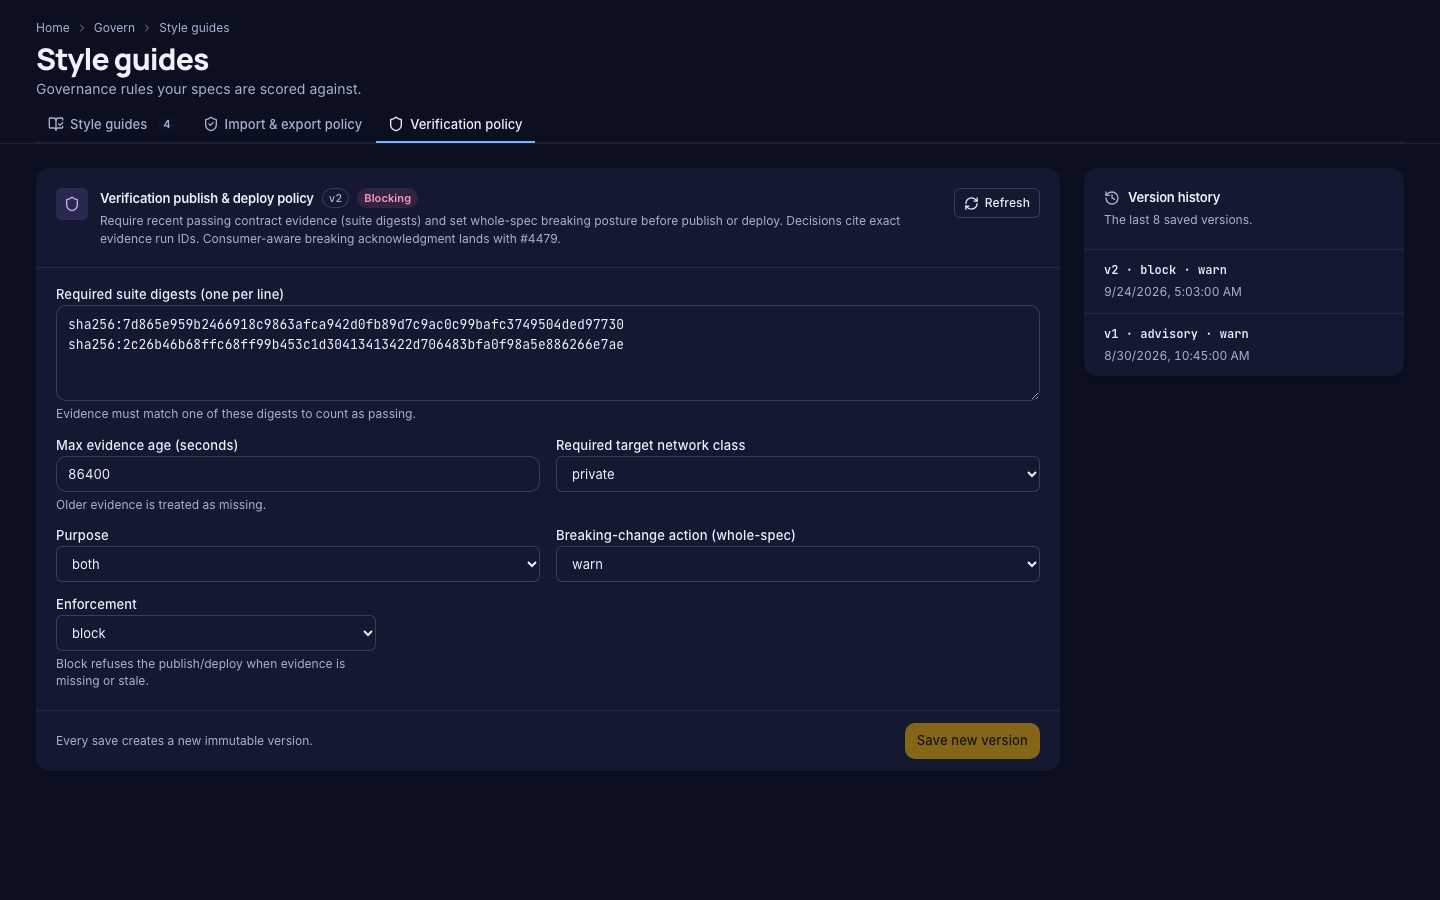 Home > Govern > Style guides
Style guides
Governance rules your specs are scored against.
Style guides 4 Import & export policy Verification policy
Verification publish & deploy policy v2 Blocking
Require recent passing contract evidence (suite digests) and set whole-spec breaking posture before publish or deploy. Decisions cite exact
evidence run IDs. Consumer-aware breaking acknowledgment lands with #4479.
Refresh
Required suite digests (one per line)
sha256:7d865e959b2466918c9863afca942d0fb89d7c9ac0c99bafc3749504ded97730
sha256:2c26b46b68ffc68ff99b453c1d30413413422d706483bfa0f98a5e886266e7ae
Evidence must match one of these digests to count as passing.
Max evidence age (seconds)
86400
Older evidence is treated as missing.
Required target network class
private
Purpose
both
Breaking-change action (whole-spec)
warn
Enforcement
block
Block refuses the publish/deploy when evidence is
missing or stale.
Every save creates a new immutable version.
Save new version
Version history
The last 8 saved versions.
v2 · block · warn
9/24/2026, 5:03:00 AM
v1 · advisory · warn
8/30/2026, 10:45:00 AM